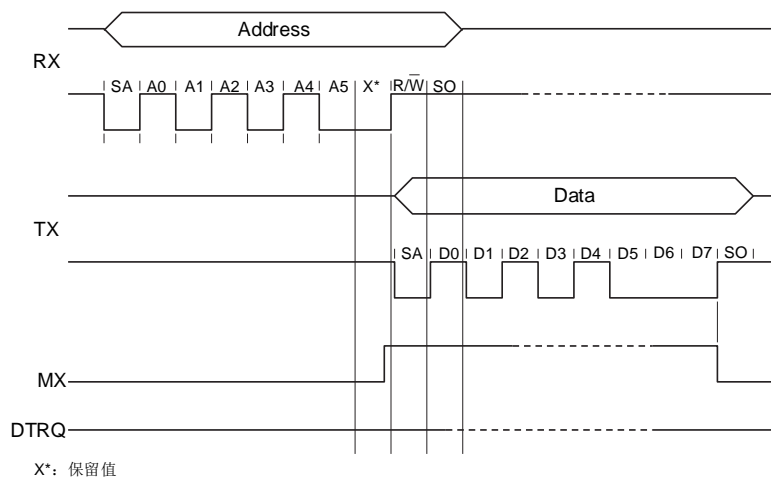 Address
RX
SA A0 A1 A2 A3 A4 A5 X* R/W̅ SO
Data
TX
SA D0 D1 D2 D3 D4 D5 D6 D7 SO
MX
DTRQ
X*：保留值